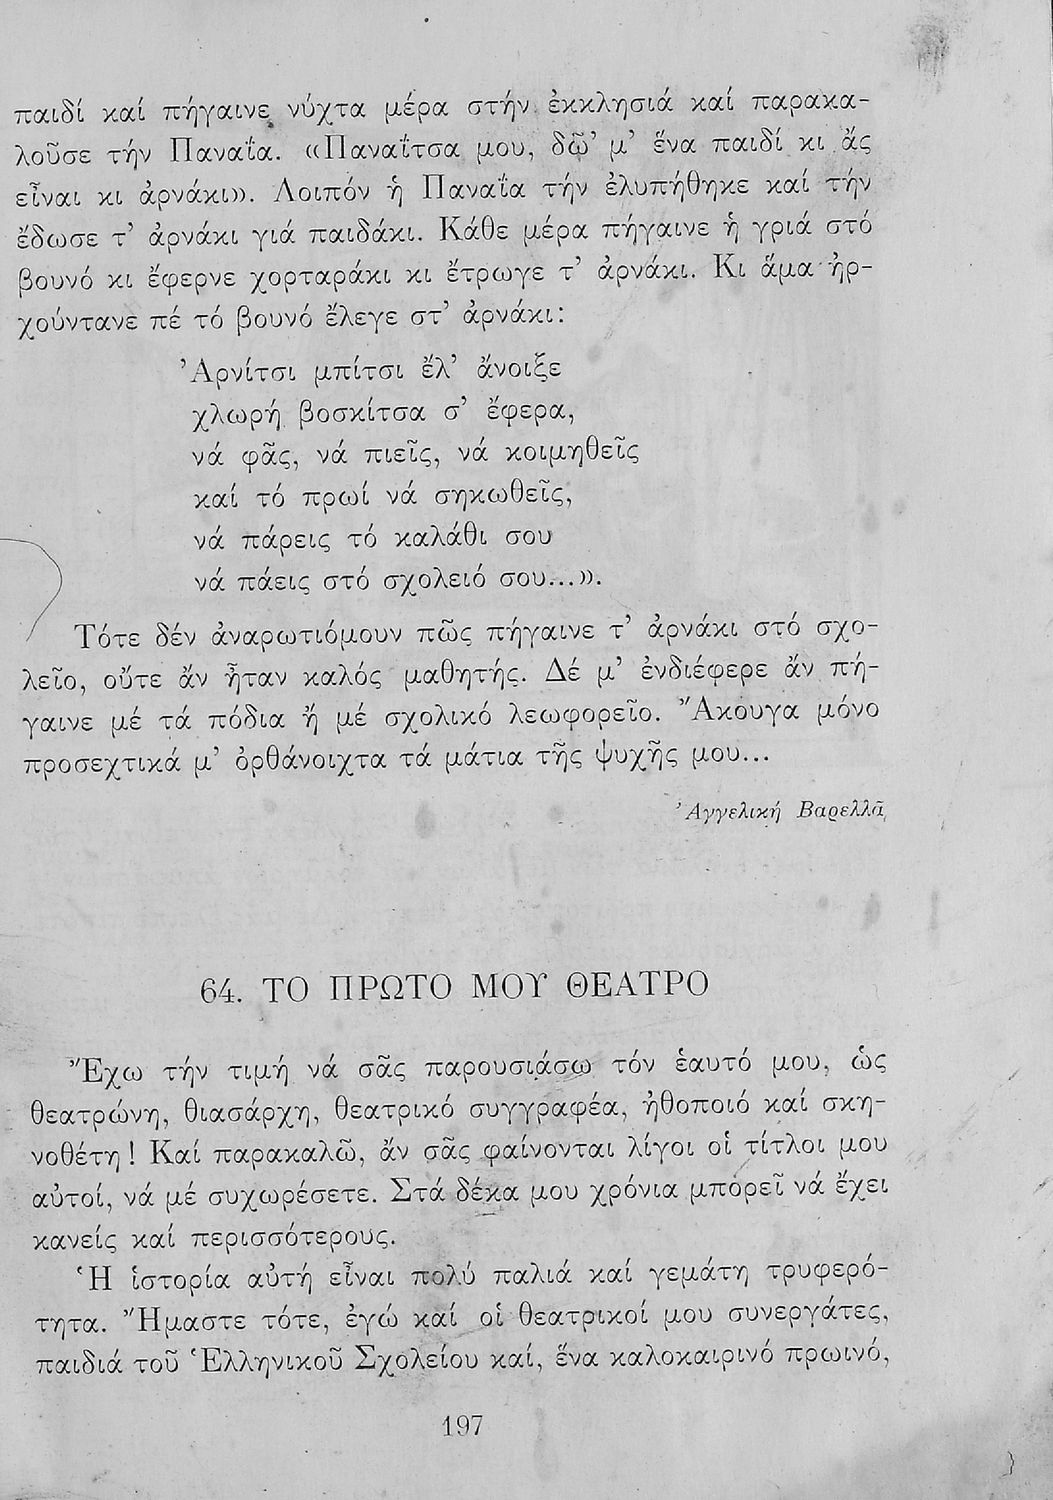 παιδί καί πήγαινε νύχτα μέρα στήν ἐκκλησιά καί παρακα-
λοῦσε τήν Παναΐα. «Παναΐτσα μου, δῶ᾿ μ᾿ ἕνα παιδί κι ἄς
εἶναι κι ἀρνάκι». Λοιπόν ἡ Παναΐα τήν ἐλυπήθηκε καί τήν
ἔδωσε τ᾿ ἀρνάκι γιά παιδάκι. Κάθε μέρα πήγαινε ἡ γριά στό
βουνό κι ἔφερνε χορταράκι κι ἔτρωγε τ᾿ ἀρνάκι. Κι ἅμα ἠρ-
χούντανε πέ τό βουνό ἔλεγε στ᾿ ἀρνάκι:
᾿Αρνίτσι μπίτσι ἔλ᾿ ἄνοιξε
χλωρή βοσκίτσα σ᾿ ἔφερα,
νά φᾶς, νά πιεῖς, νά κοιμηθεῖς
καί τό πρωί νά σηκωθεῖς,
νά πάρεις τό καλάθι σου
νά πάεις στό σχολειό σου...».
Τότε δέν ἀναρωτιόμουν πῶς πήγαινε τ᾿ ἀρνάκι στό σχο-
λεῖο, οὔτε ἄν ἦταν καλός μαθητής. Δέ μ᾿ ἐνδιέφερε ἄν πή-
γαινε μέ τά πόδια ἤ μέ σχολικό λεωφορεῖο. ῎Ακουγα μόνο
προσεχτικά μ᾿ ὀρθάνοιχτα τά μάτια τῆς ψυχῆς μου...
᾿Αγγελική Βαρελλᾶ
64. ΤΟ ΠΡΩΤΟ ΜΟΥ ΘΕΑΤΡΟ
῎Εχω τήν τιμή νά σᾶς παρουσιάσω τόν ἑαυτό μου, ὡς
θεατρώνη, θιασάρχη, θεατρικό συγγραφέα, ἠθοποιό καί σκη-
νοθέτη! Καί παρακαλῶ, ἄν σᾶς φαίνονται λίγοι οἱ τίτλοι μου
αὐτοί, νά μέ συχωρέσετε. Στά δέκα μου χρόνια μπορεῖ νά ἔχει
κανείς καί περισσότερους.
῾Η ἱστορία αὐτή εἶναι πολύ παλιά καί γεμάτη τρυφερό-
τητα. ῎Ημαστε τότε, ἐγώ καί οἱ θεατρικοί μου συνεργάτες,
παιδιά τοῦ ῾Ελληνικοῦ Σχολείου καί, ἕνα καλοκαιρινό πρωινό,
197